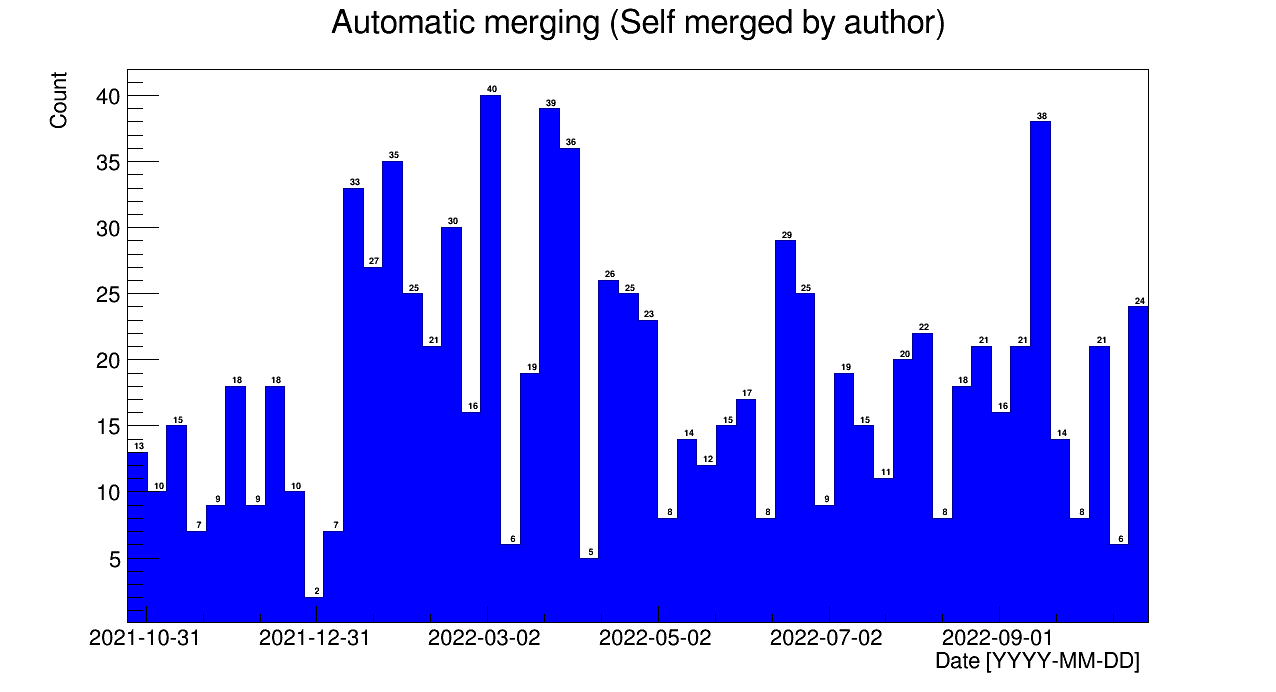 Automatic merging (Self merged by author)
Count
40
35
30
25
20
15
10
5
13 10 15 7 9 18 9 18 10 2 7 33 27 35 25 21 30 16 40 6 19 39 36 5 26 25 23 8 14 12 15 17 8 29 25 9 19 15 11 20 22 8 18 21 16 21 38 14 8 21 6 24
2021-10-31 2021-12-31 2022-03-02 2022-05-02 2022-07-02 2022-09-01
Date [YYYY-MM-DD]